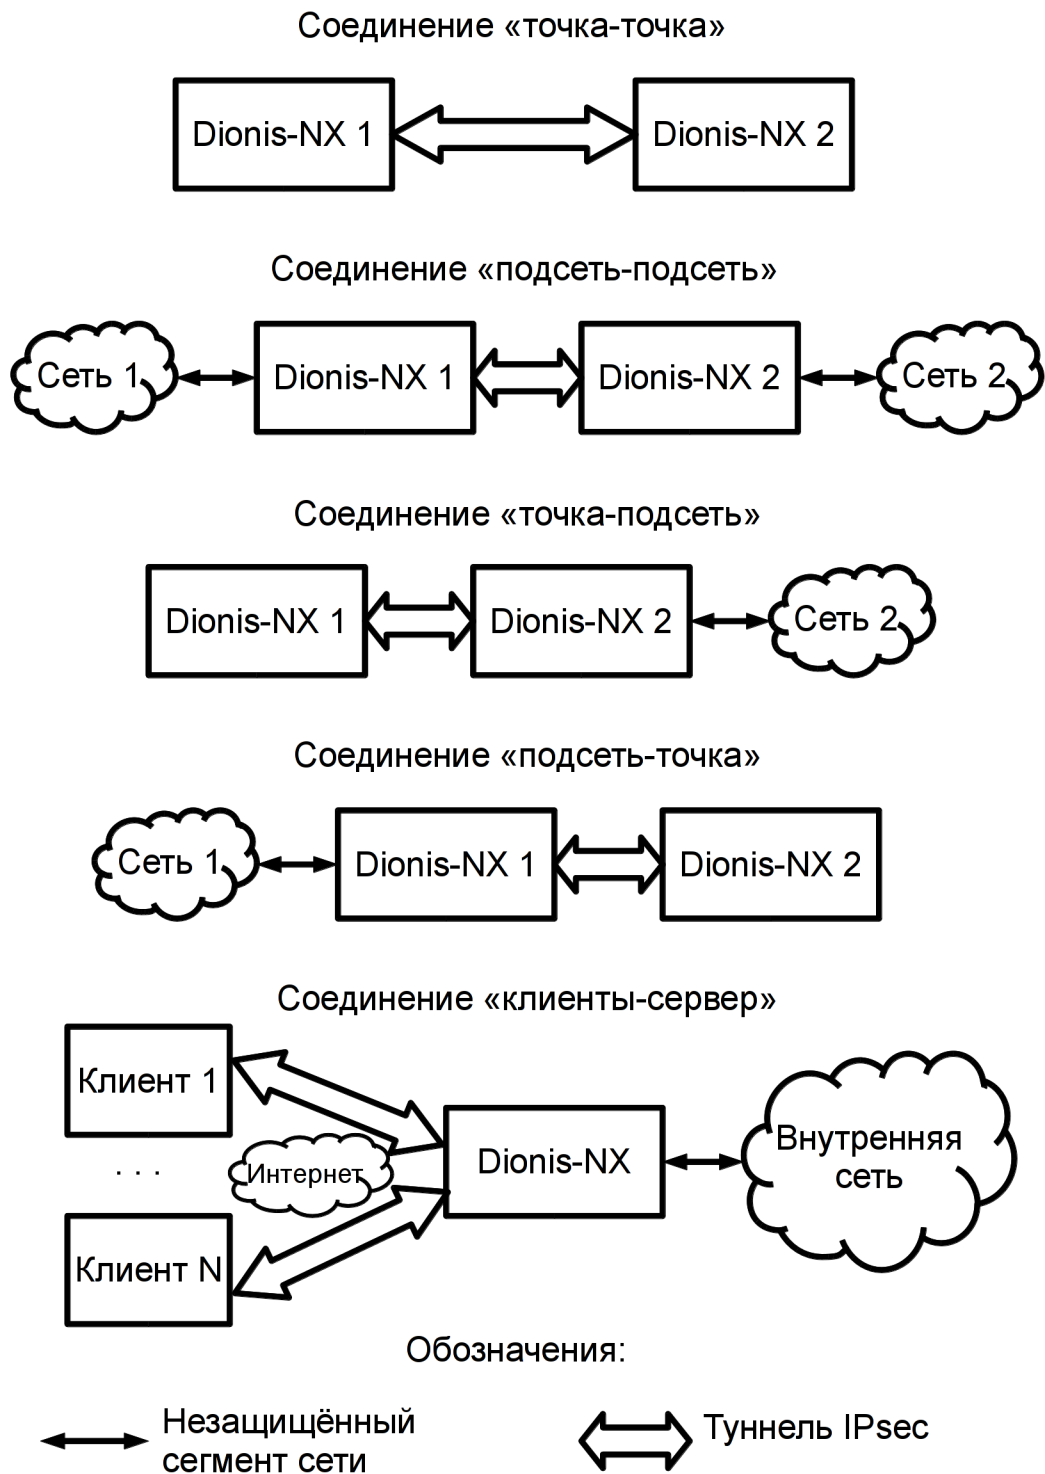 Соединение «точка-точка»
Dionis-NX 1
Dionis-NX 2
Соединение «подсеть-подсеть»
Сеть 1
Dionis-NX 1
Dionis-NX 2
Сеть 2
Соединение «точка-подсеть»
Dionis-NX 1
Dionis-NX 2
Сеть 2
Соединение «подсеть-точка»
Сеть 1
Dionis-NX 1
Dionis-NX 2
Соединение «клиенты-сервер»
Клиент 1
. . .
Интернет
Клиент N
Dionis-NX
Внутренняя
сеть
Обозначения:
Незащищённый
сегмент сети
Туннель IPsec